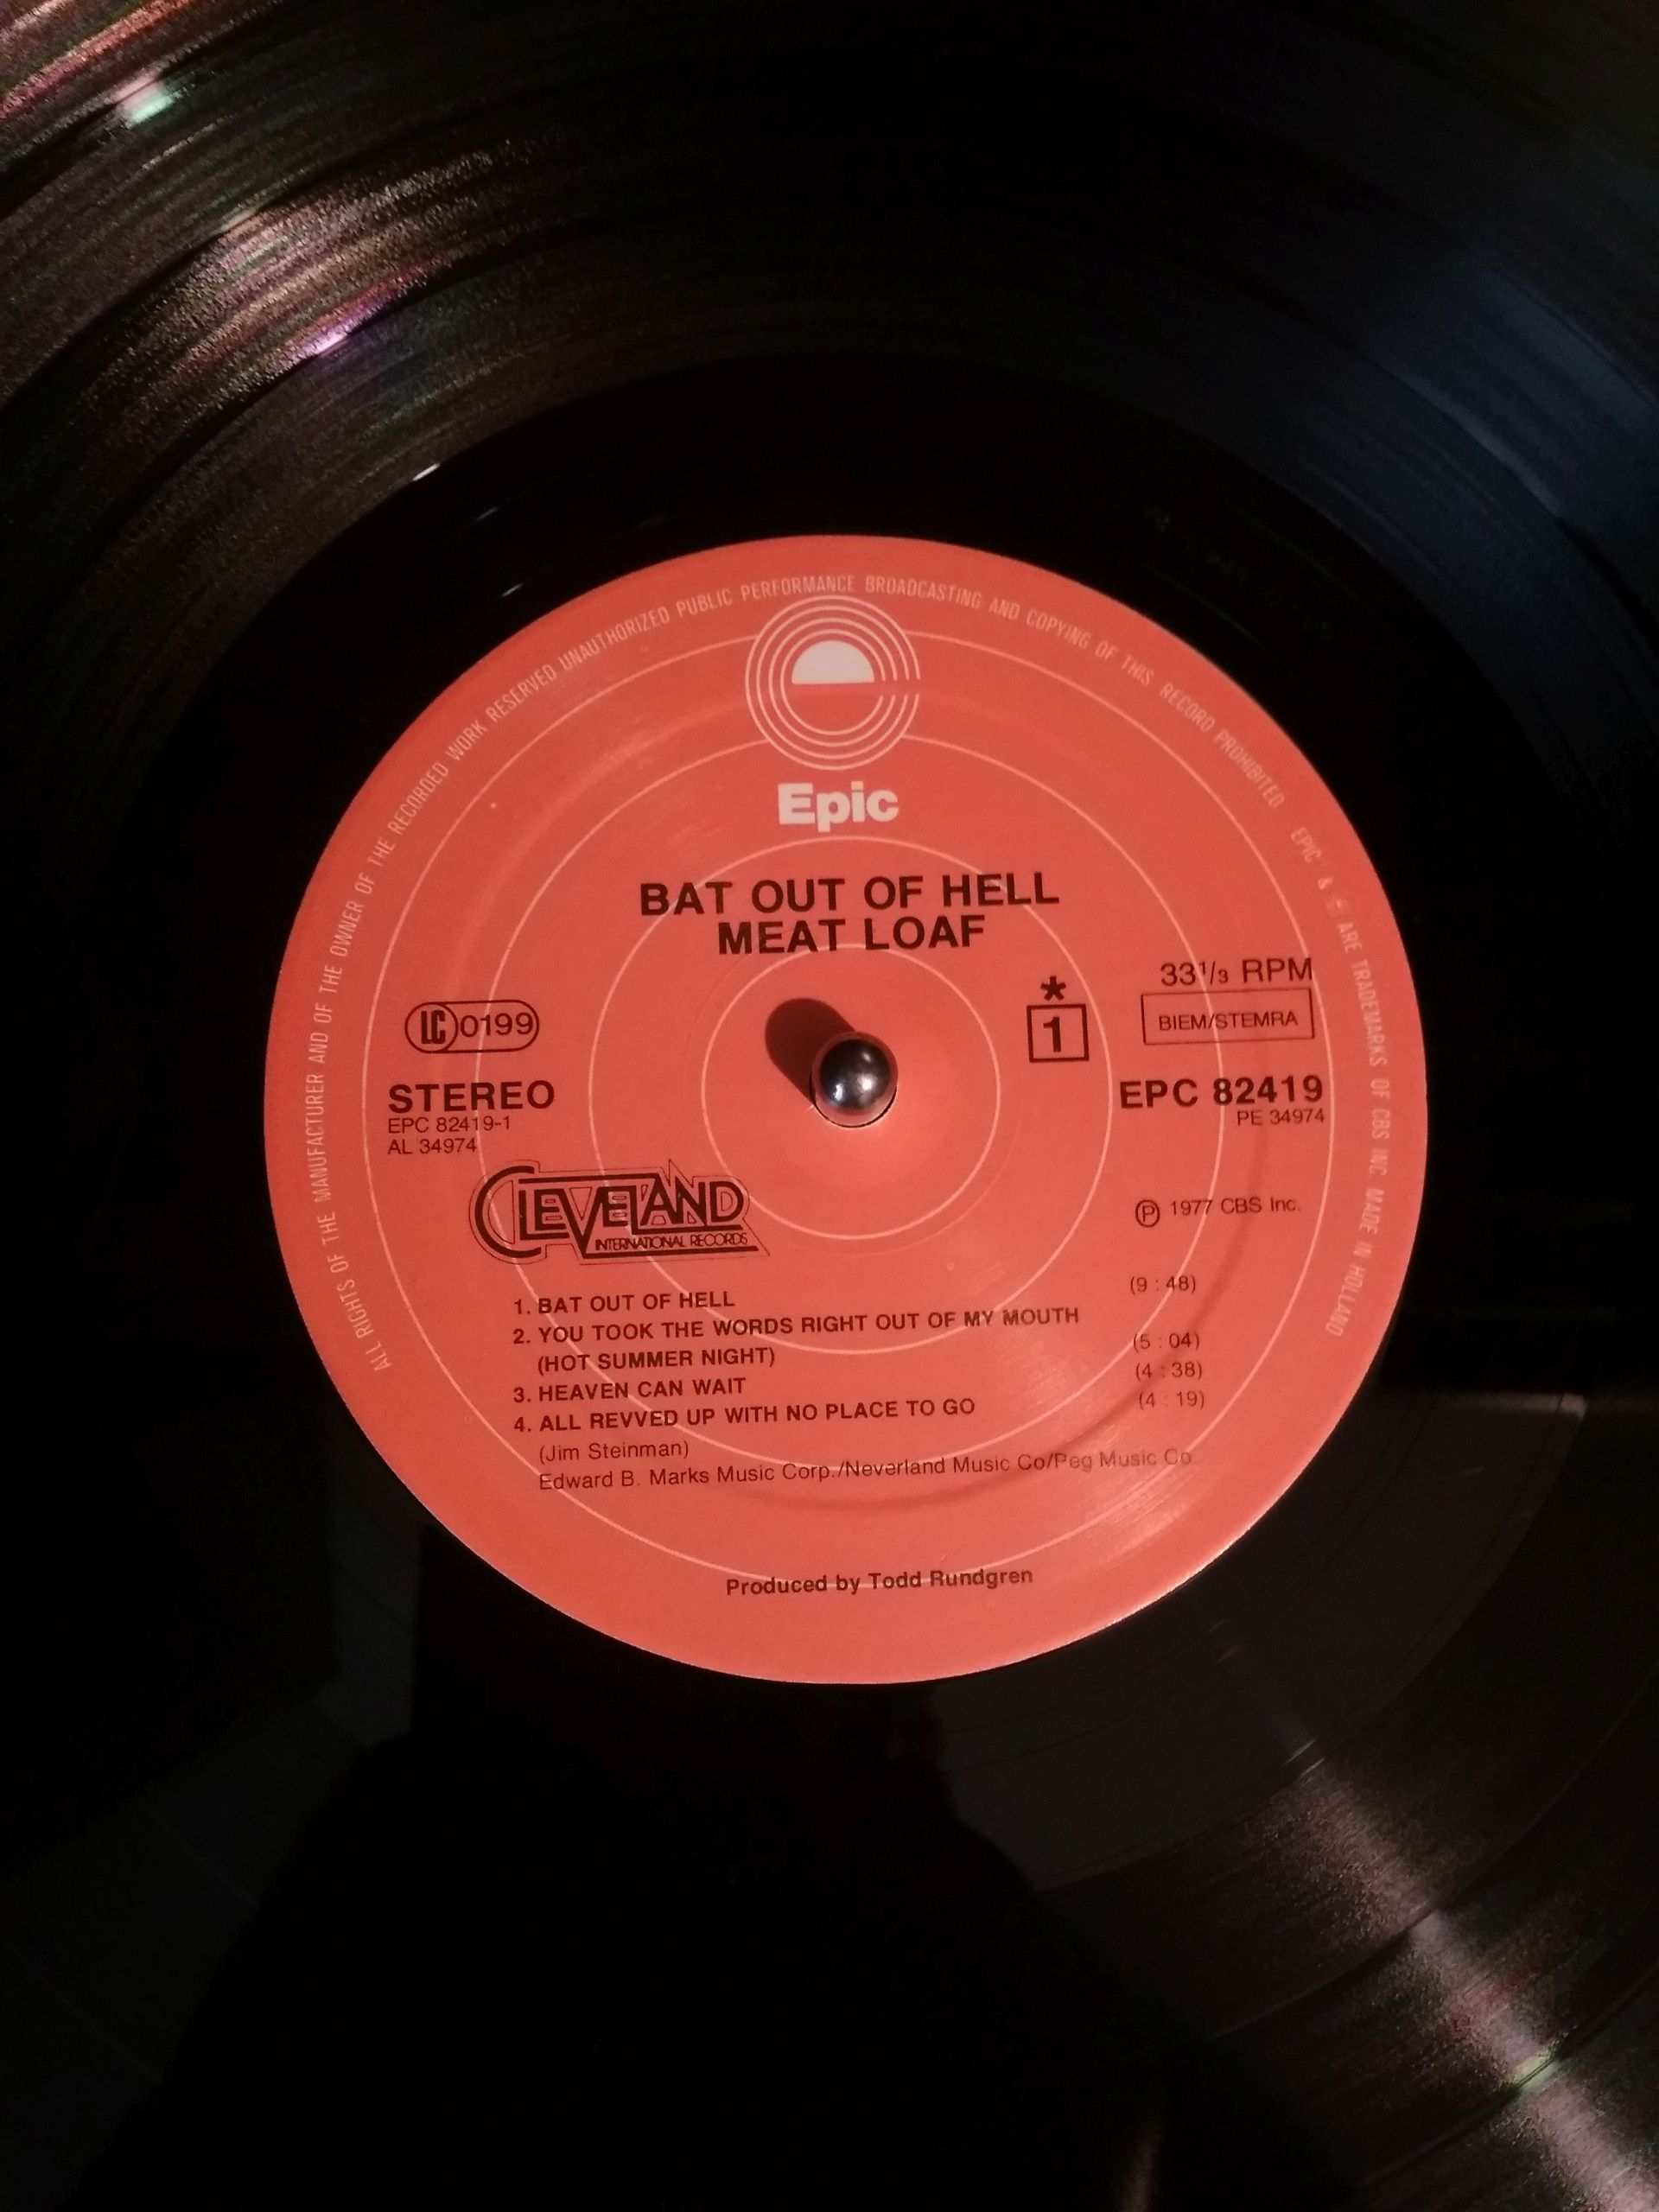 ALL RIGHTS OF THE MANUFACTURER AND OF THE OWNER OF THE RECORDED WORK RESERVED UNAUTHORIZED PUBLIC PERFORMANCE BROADCASTING AND COPYING OF THIS RECORD PROHIBITED
EPIC & ARE TRADEMARKS OF CBS INC. MADE IN HOLLAND
Epic
BAT OUT OF HELL
MEAT LOAF
33 1/3 RPM
*
1
BIEM/STEMRA
LC 0199
STEREO
EPC 82419-1
AL 34974
EPC 82419
PE 34974
CLEVELAND
INTERNATIONAL RECORDS
Ⓟ 1977 CBS Inc.
1. BAT OUT OF HELL (9 : 48)
2. YOU TOOK THE WORDS RIGHT OUT OF MY MOUTH
(HOT SUMMER NIGHT) (5 : 04)
3. HEAVEN CAN WAIT (4 : 38)
4. ALL REVVED UP WITH NO PLACE TO GO (4 : 19)
(Jim Steinman)
Edward B. Marks Music Corp./Neverland Music Co/Peg Music Co.
Produced by Todd Rundgren